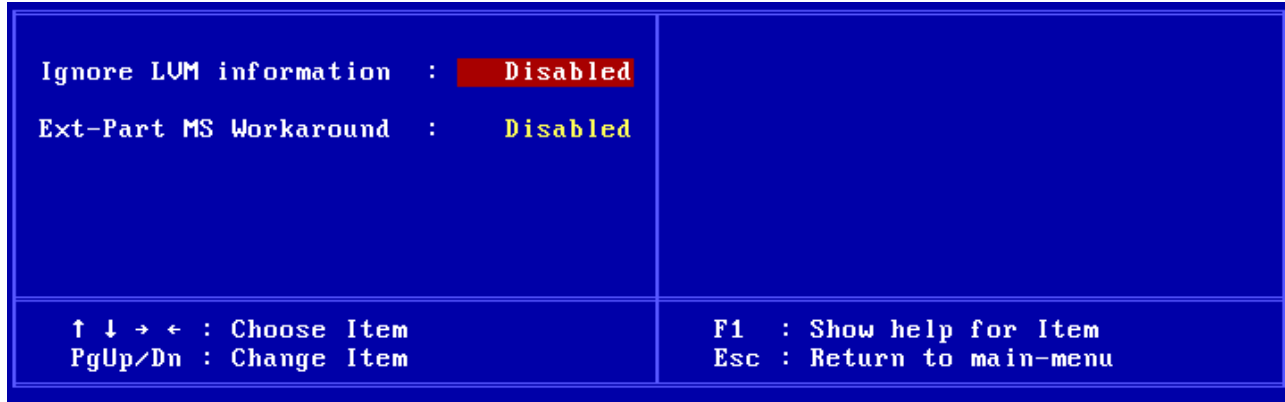 Ignore LVM information : Disabled
Ext-Part MS Workaround : Disabled
↑ ↓ → ← : Choose Item
PgUp/Dn : Change Item
F1 : Show help for Item
Esc : Return to main-menu